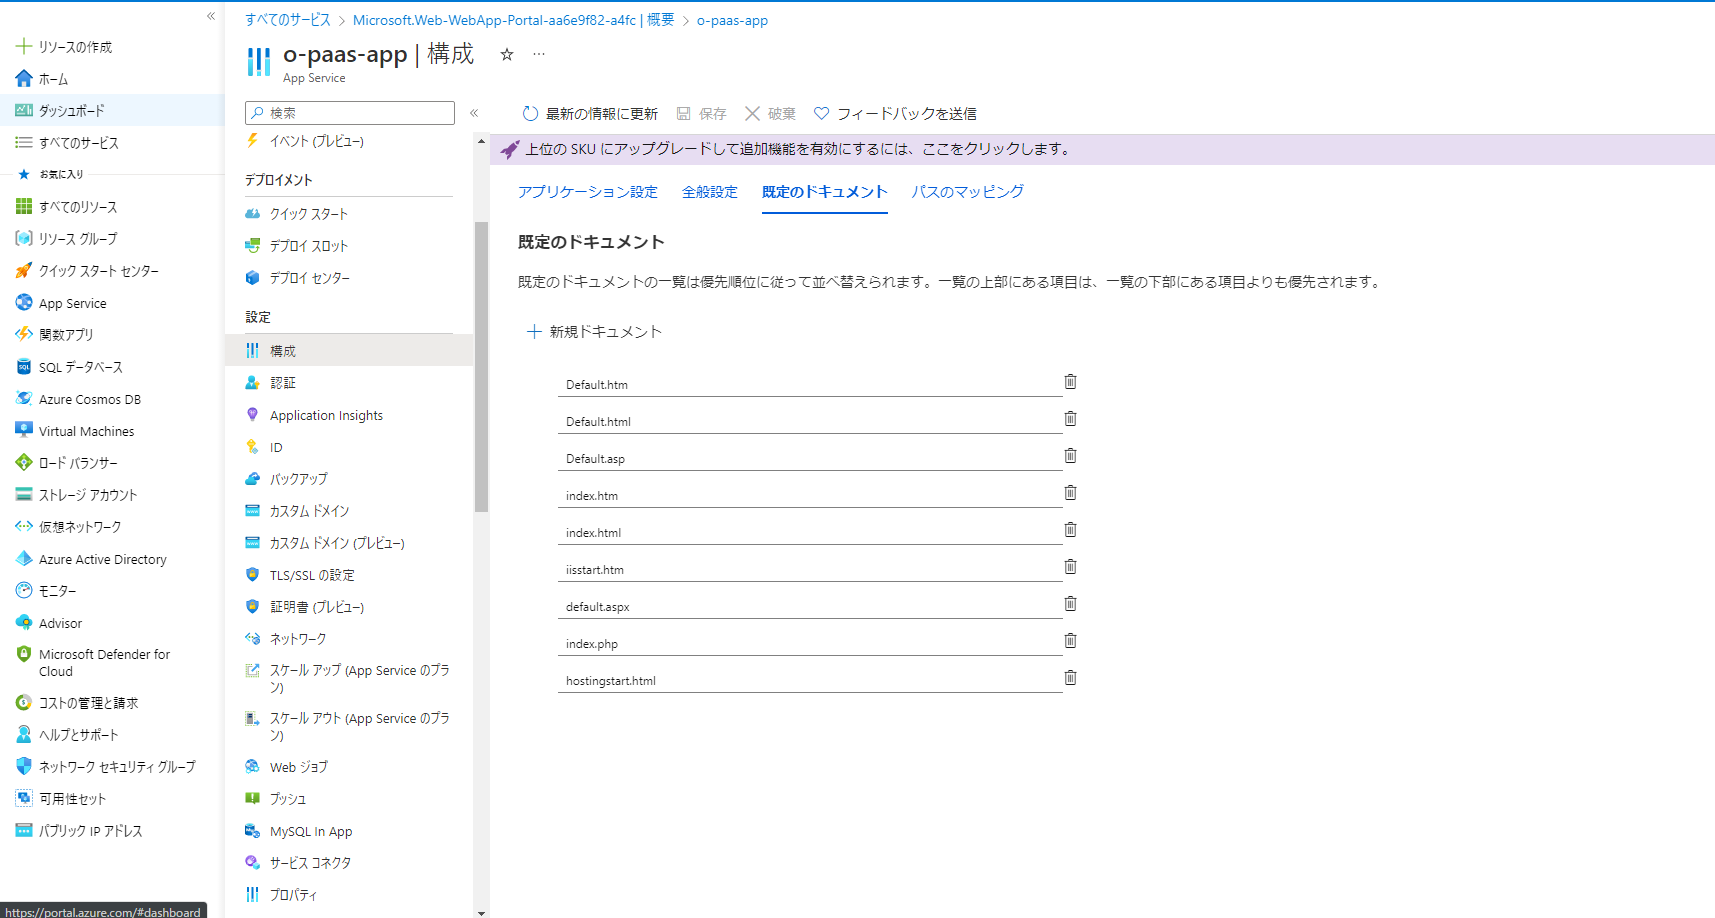 すべてのサービス > Microsoft.Web-WebApp-Portal-aa6e9f82-a4fc | 概要 > o-paas-app
o-paas-app | 構成
App Service
リソースの作成
ホーム
ダッシュボード
すべてのサービス
お気に入り
すべてのリソース
リソース グループ
クイック スタート センター
App Service
関数アプリ
SQL データベース
Azure Cosmos DB
Virtual Machines
ロード バランサー
ストレージ アカウント
仮想ネットワーク
Azure Active Directory
モニター
Advisor
Microsoft Defender for
Cloud
コストの管理と請求
ヘルプとサポート
ネットワーク セキュリティ グループ
可用性セット
パブリック IP アドレス
https://portal.azure.com/#dashboard
検索
イベント (プレビュー)
デプロイメント
クイック スタート
デプロイ スロット
デプロイ センター
設定
構成
認証
Application Insights
ID
バックアップ
カスタム ドメイン
カスタム ドメイン (プレビュー)
TLS/SSL の設定
証明書 (プレビュー)
ネットワーク
スケール アップ (App Service のプラ
ン)
スケール アウト (App Service のプラ
ン)
Web ジョブ
プッシュ
MySQL In App
サービス コネクタ
プロパティ
最新の情報に更新 保存 破棄 フィードバックを送信
上位の SKU にアップグレードして追加機能を有効にするには、ここをクリックします。
アプリケーション設定 全般設定 既定のドキュメント パスのマッピング
既定のドキュメント
既定のドキュメントの一覧は優先順位に従って並べ替えられます。一覧の上部にある項目は、一覧の下部にある項目よりも優先されます。
新規ドキュメント
Default.htm
Default.html
Default.asp
index.htm
index.html
iisstart.htm
default.aspx
index.php
hostingstart.html